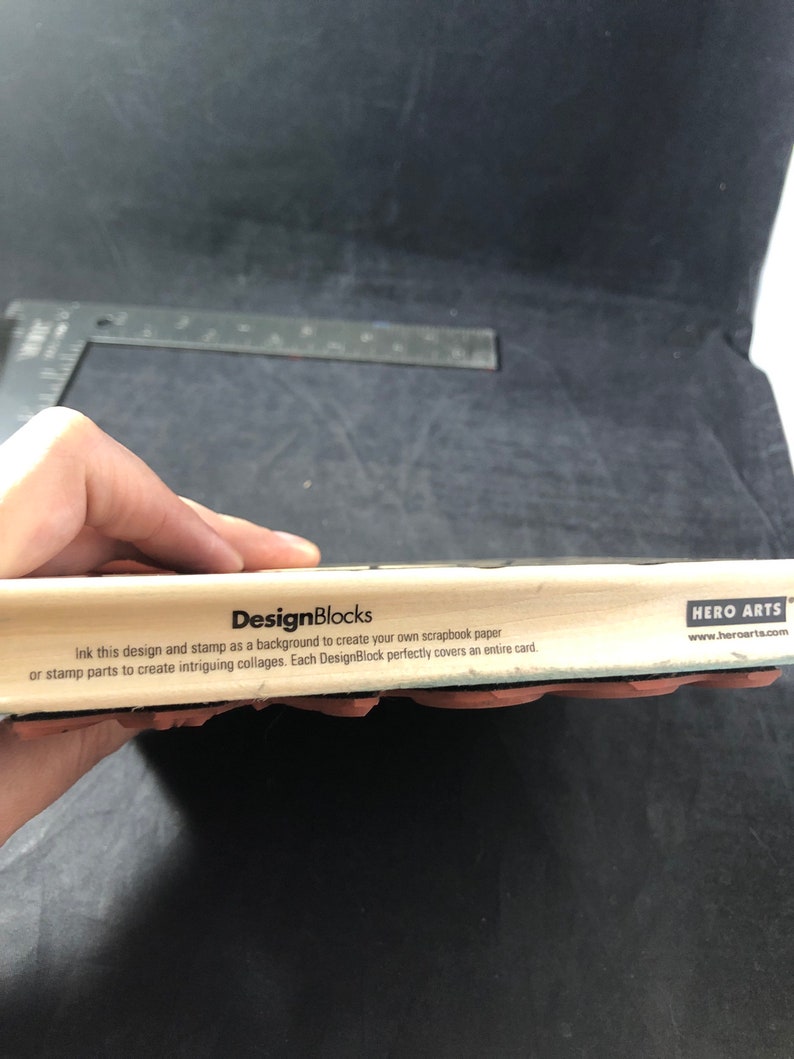 DesignBlocks
Ink this design and stamp as a background to create your own scrapbook paper
or stamp parts to create intriguing collages. Each DesignBlock perfectly covers an entire card.
HERO ARTS
www.heroarts.com